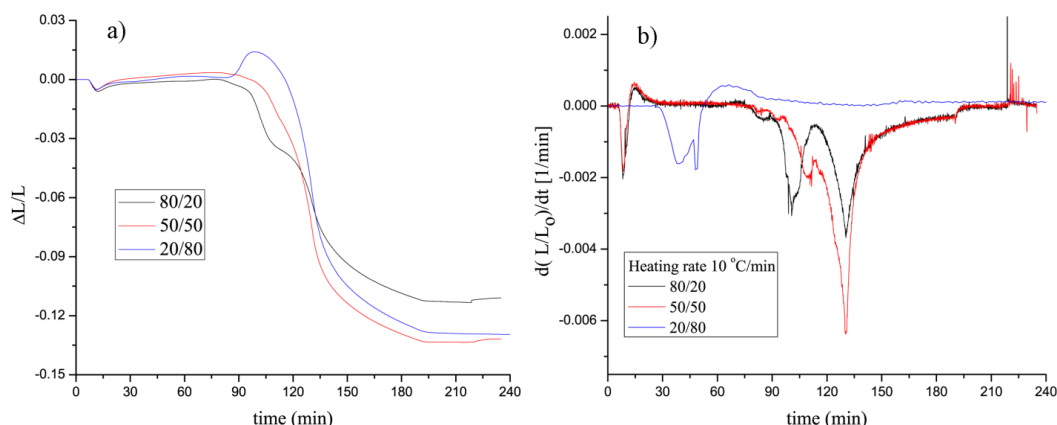 a)
0.03
0.00
-0.03
-0.06
-0.09
-0.12
-0.15
ΔL/L
80/20
50/50
20/80
0 30 60 90 120 150 180 210 240
time (min)
b)
0.002
0.000
-0.002
-0.004
-0.006
d( L/L₀)/dt [1/min]
Heating rate 10 °C/min
80/20
50/50
20/80
0 30 60 90 120 150 180 210 240
time (min)